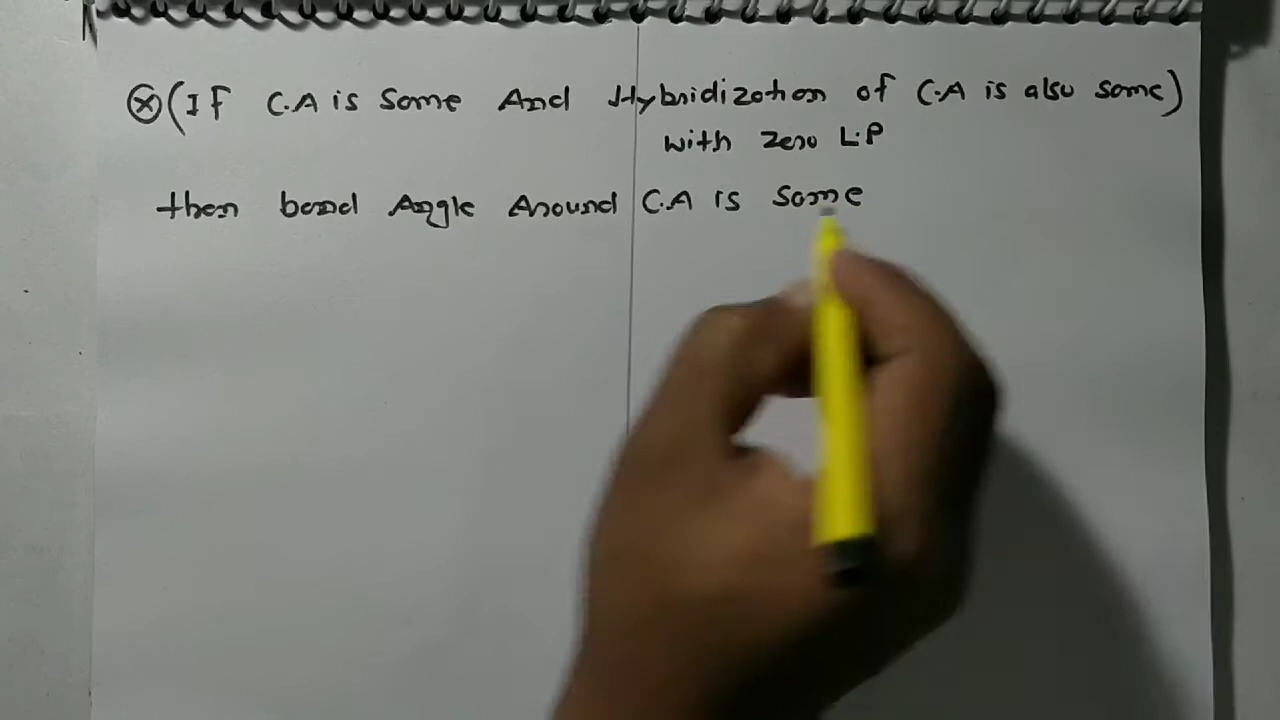 ⊗ (IF C.A is Same And Hybridization of C.A is also same)
with zero L.P
then bond Angle Around C.A is same